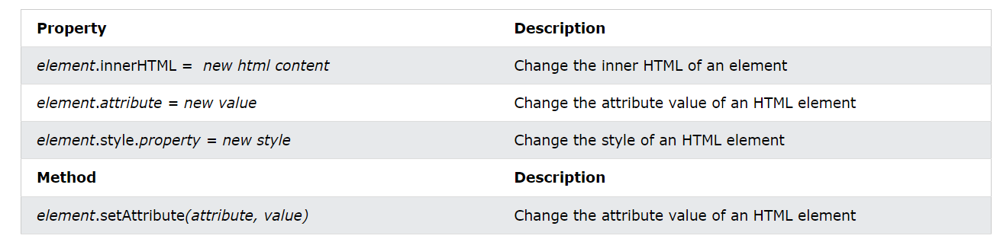 Property Description
element.innerHTML =  new html content Change the inner HTML of an element
element.attribute = new value Change the attribute value of an HTML element
element.style.property = new style Change the style of an HTML element
Method Description
element.setAttribute(attribute, value) Change the attribute value of an HTML element